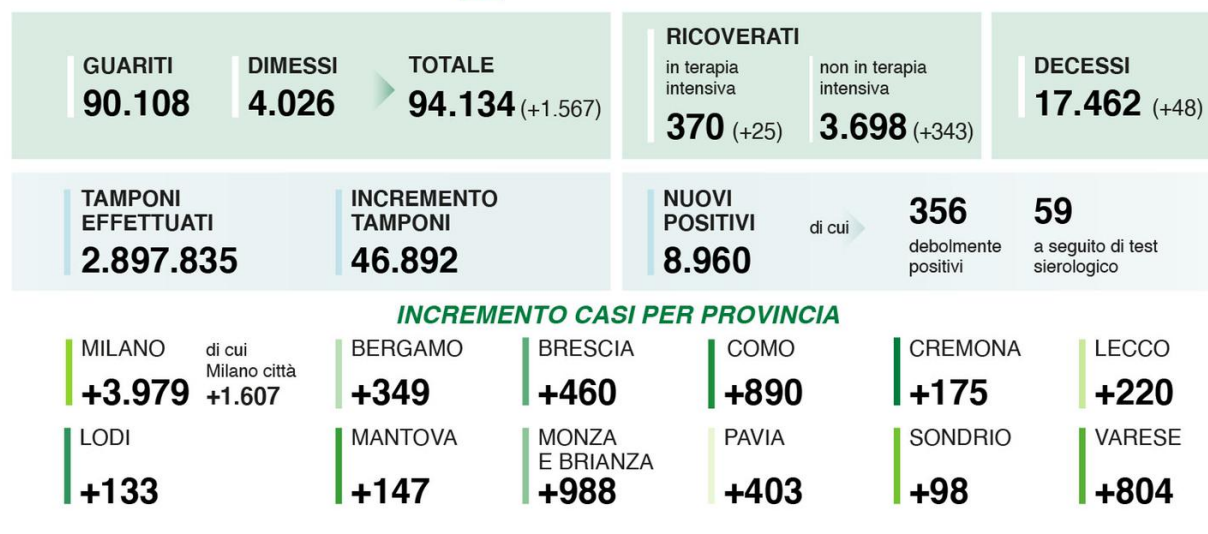 GUARITI
90.108
DIMESSI
4.026
TOTALE
94.134 (+1.567)
RICOVERATI
in terapia
intensiva
370 (+25)
non in terapia
intensiva
3.698 (+343)
DECESSI
17.462 (+48)
TAMPONI
EFFETTUATI
2.897.835
INCREMENTO
TAMPONI
46.892
NUOVI
POSITIVI
8.960
di cui
356
debolmente
positivi
59
a seguito di test
sierologico
INCREMENTO CASI PER PROVINCIA
MILANO
+3.979
di cui
Milano città
+1.607
BERGAMO
+349
BRESCIA
+460
COMO
+890
CREMONA
+175
LECCO
+220
LODI
+133
MANTOVA
+147
MONZA
E BRIANZA
+988
PAVIA
+403
SONDRIO
+98
VARESE
+804